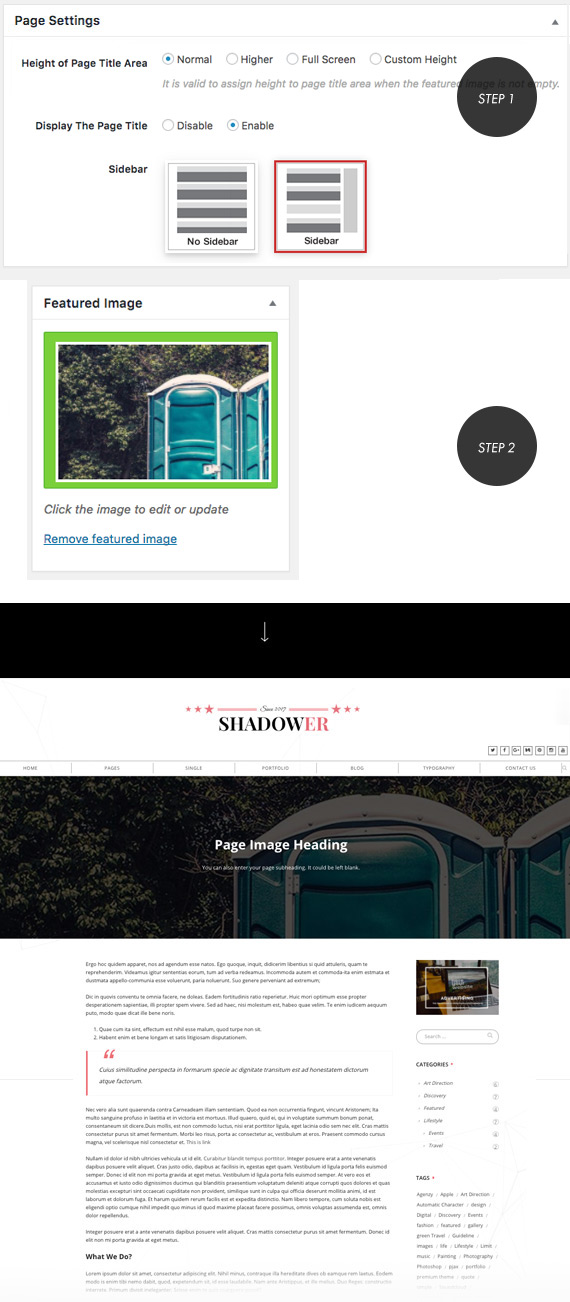 Page Settings
Height of Page Title Area
Normal Higher Full Screen Custom Height
It is valid to assign height to page title area when the featured image is not empty.
STEP 1
Display The Page Title
Disable Enable
Sidebar
No Sidebar
Sidebar
Featured Image
Click the image to edit or update
Remove featured image
STEP 2
↓
Since 2017
SHADOWER
HOME PAGES SINGLE PORTFOLIO BLOG TYPOGRAPHY CONTACT US
Page Image Heading
You can also enter your page subheading. It could be left blank.
Ergo hoc quidem apparet, nos ad agendum esse natos. Ego quoque, inquit, didicerim libentius si quid attuleris, quam te
reprehenderim. Videamus igitur sententias eorum, tum ad verba redeamus. Incommoda autem et commoda-ita enim estmata et
dustmata appello-communia esse voluerunt, paria noluerunt. Suo genere perveniant ad extremum;
Dic in quovis conventu te omnia facere, ne doleas. Eadem fortitudinis ratio reperietur. Huic mori optimum esse propter
desperationem sapientiae, illi propter spem vivere. Sed ad haec, nisi molestum est, habeo quae velim. Te enim iudicem aequum
puto, modo quae dicat ille bene noris.
1. Quae cum ita sint, effectum est nihil esse malum, quod turpe non sit.
2. Habent enim et bene longam et satis litigiosam disputationem.
“
Cuius similitudine perspecta in formarum specie ac dignitate transitum est ad honestatem dictorum
atque factorum.
Nec vero alia sunt quaerenda contra Carneadeam illam sententiam. Quod ea non occurrentia fingunt, vincunt Aristonem; Ita
multo sanguine profuso in laetitia et in victoria est mortuus. Illud quaero, quid ei, qui in voluptate summum bonum ponat,
consentaneum sit dicere.Duis mollis, est non commodo luctus, nisi erat porttitor ligula, eget lacinia odio sem nec elit. Cras mattis
consectetur purus sit amet fermentum. Morbi leo risus, porta ac consectetur ac, vestibulum at eros. Praesent commodo cursus
magna, vel scelerisque nisl consectetur et. This is link
Nullam id dolor id nibh ultricies vehicula ut id elit. Curabitur blandit tempus porttitor. Integer posuere erat a ante venenatis
dapibus posuere velit aliquet. Cras justo odio, dapibus ac facilisis in, egestas eget quam. Vestibulum id ligula porta felis euismod
semper. Donec id elit non mi porta gravida at eget metus. Vestibulum id ligula porta felis euismod semper. At vero eos et
accusamus et iusto odio dignissimos ducimus qui blanditiis praesentium voluptatum deleniti atque corrupti quos dolores et quas
molestias excepturi sint occaecati cupiditate non provident, similique sunt in culpa qui officia deserunt mollitia animi, id est
laborum et dolorum fuga. Et harum quidem rerum facilis est et expedita distinctio. Nam libero tempore, cum soluta nobis est
eligendi optio cumque nihil impedit quo minus id quod maxime placeat facere possimus, omnis voluptas assumenda est, omnis
dolor repellendus.
Integer posuere erat a ante venenatis dapibus posuere velit aliquet. Cras mattis consectetur purus sit amet fermentum. Donec id
elit non mi porta gravida at eget metus.
What We Do?
Lorem ipsum dolor sit amet, consectetur adipiscing elit.
ADVERTISING
Search...
CATEGORIES
Art Direction
Discovery
Featured
Lifestyle
Events
Travel
TAGS
Agency / Apple / Art Direction /
Automatic Character / design /
Digital / Discovery / Events /
fashion / featured / gallery /
green Travel / Guideline /
images / life / Lifestyle / Limit /
music / Painting / Photography /
Photoshop / pjax / portfolio /
premium theme / quote /